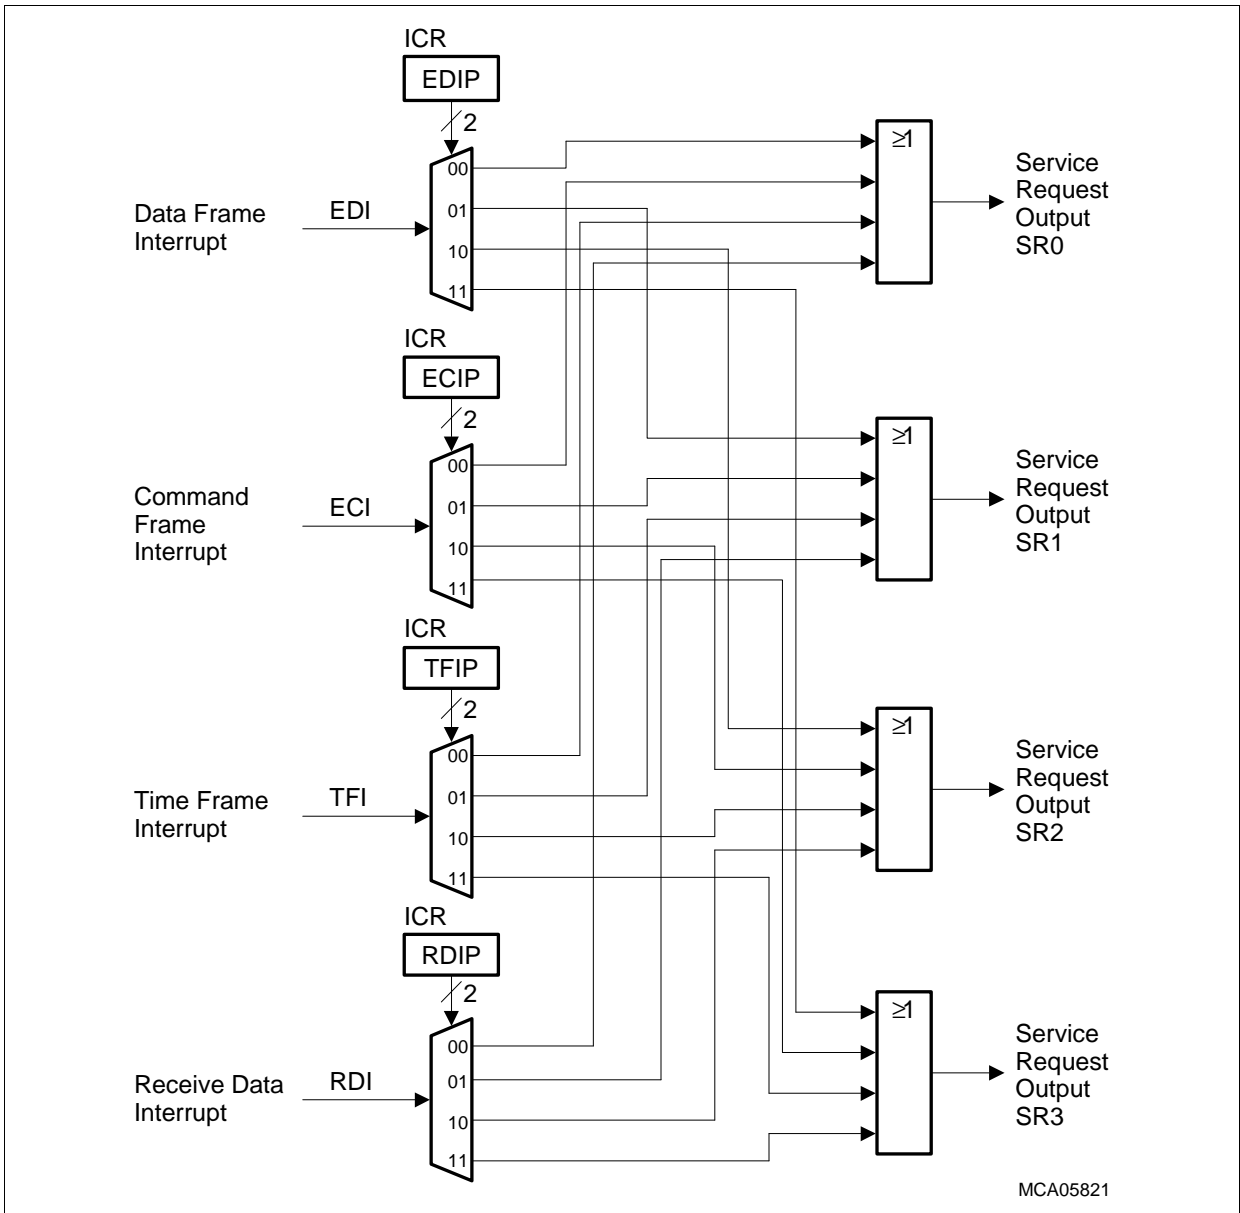 ICR
EDIP
2
00
01
10
11
Data Frame
Interrupt
EDI
≥1
Service
Request
Output
SR0
ICR
ECIP
2
00
01
10
11
Command
Frame
Interrupt
ECI
≥1
Service
Request
Output
SR1
ICR
TFIP
2
00
01
10
11
Time Frame
Interrupt
TFI
≥1
Service
Request
Output
SR2
ICR
RDIP
2
00
01
10
11
Receive Data
Interrupt
RDI
≥1
Service
Request
Output
SR3
MCA05821